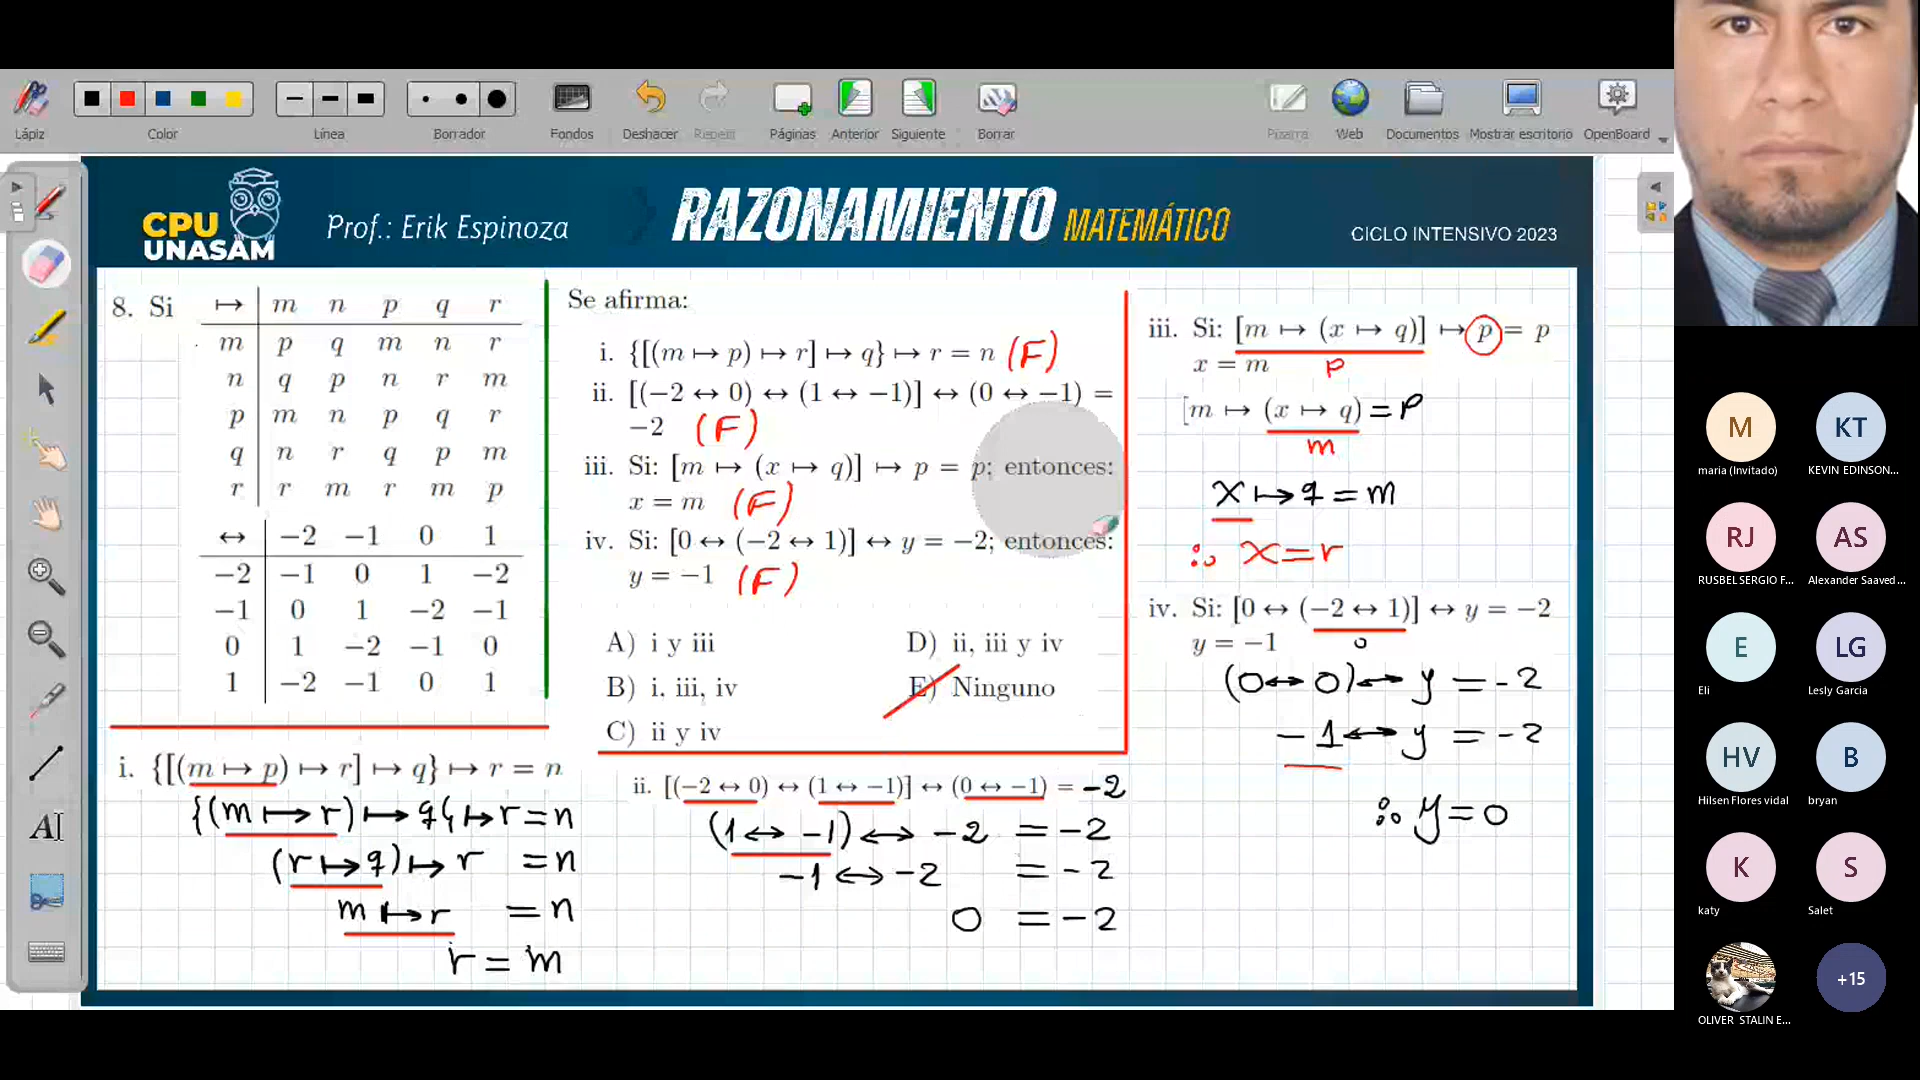 Lápiz
Color
Línea
Borrador
Fondos
Deshacer
Repetir
Páginas
Anterior
Siguiente
Borrar
Pizarra
Web
Documentos
Mostrar escritorio
OpenBoard
CPU
UNASAM
Prof.: Erik Espinoza
RAZONAMIENTO MATEMÁTICO
CICLO INTENSIVO 2023
8. Si
↦ m n p q r
m p q m n r
n q p n r m
p m n p q r
q n r q p m
r r m r m p
↔ −2 −1 0 1
−2 −1 0 1 −2
−1 0 1 −2 −1
0 1 −2 −1 0
1 −2 −1 0 1
Se afirma:
i. {[(m ↦ p) ↦ r] ↦ q} ↦ r = n (F)
ii. [(−2 ↔ 0) ↔ (1 ↔ −1)] ↔ (0 ↔ −1) =
−2 (F)
iii. Si: [m ↦ (x ↦ q)] ↦ p = p; entonces:
x = m (F)
iv. Si: [0 ↔ (−2 ↔ 1)] ↔ y = −2; entonces:
y = −1 (F)
A) i y iii
B) i. iii, iv
C) ii y iv
D) ii, iii y iv
E) Ninguno
i. {[(m ↦ p) ↦ r] ↦ q} ↦ r = n
{(m ↦ r) ↦ q{ ↦ r = n
(r ↦ q) ↦ r = n
m ↦ r = n
r = m
ii. [(−2 ↔ 0) ↔ (1 ↔ −1)] ↔ (0 ↔ −1) = −2
(1 ↔ −1) ↔ −2 = −2
−1 ↔ −2 = −2
0 = −2
iii. Si: [m ↦ (x ↦ q)] ↦ p = p
x = m p
[m ↦ (x ↦ q) = P
m
x ↦ q = m
∴ x = r
iv. Si: [0 ↔ (−2 ↔ 1)] ↔ y = −2
y = −1 0
(0 ↔ 0) ↔ y = −2
−1 ↔ y = −2
∴ y = 0
M
maria (Invitado)
KT
KEVIN EDINSON...
RJ
RUSBEL SERGIO F...
AS
Alexander Saaved...
E
Eli
LG
Lesly Garcia
HV
Hilsen Flores vidal
B
bryan
K
katy
S
Salet
OLIVER STALIN E...
+15
AI